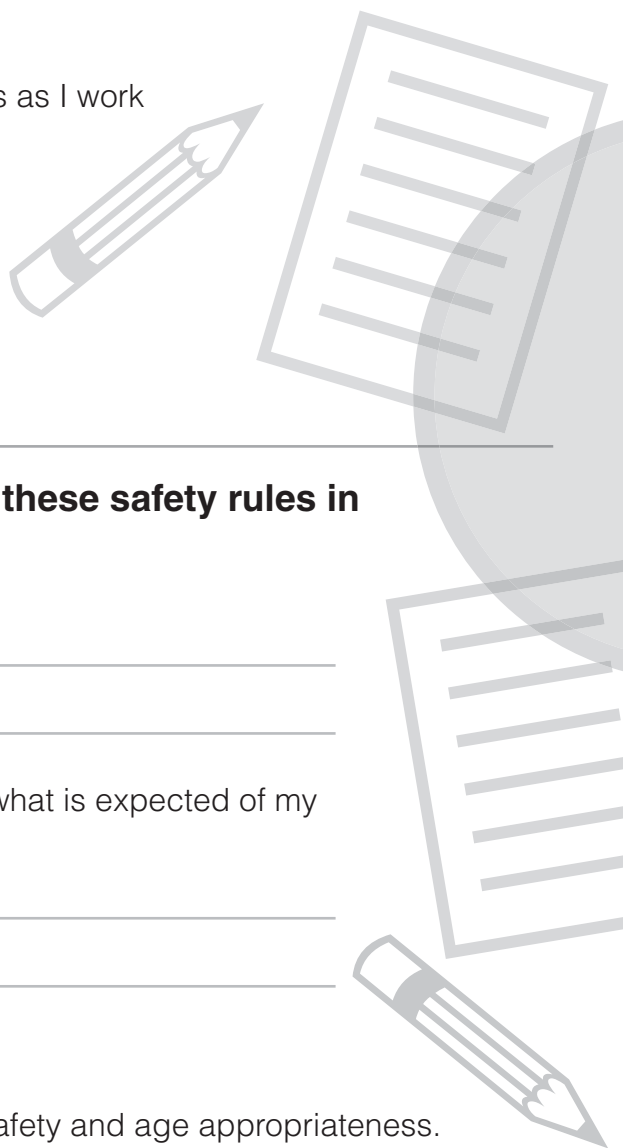 s as I work
these safety rules in
what is expected of my
afety and age appropriateness.